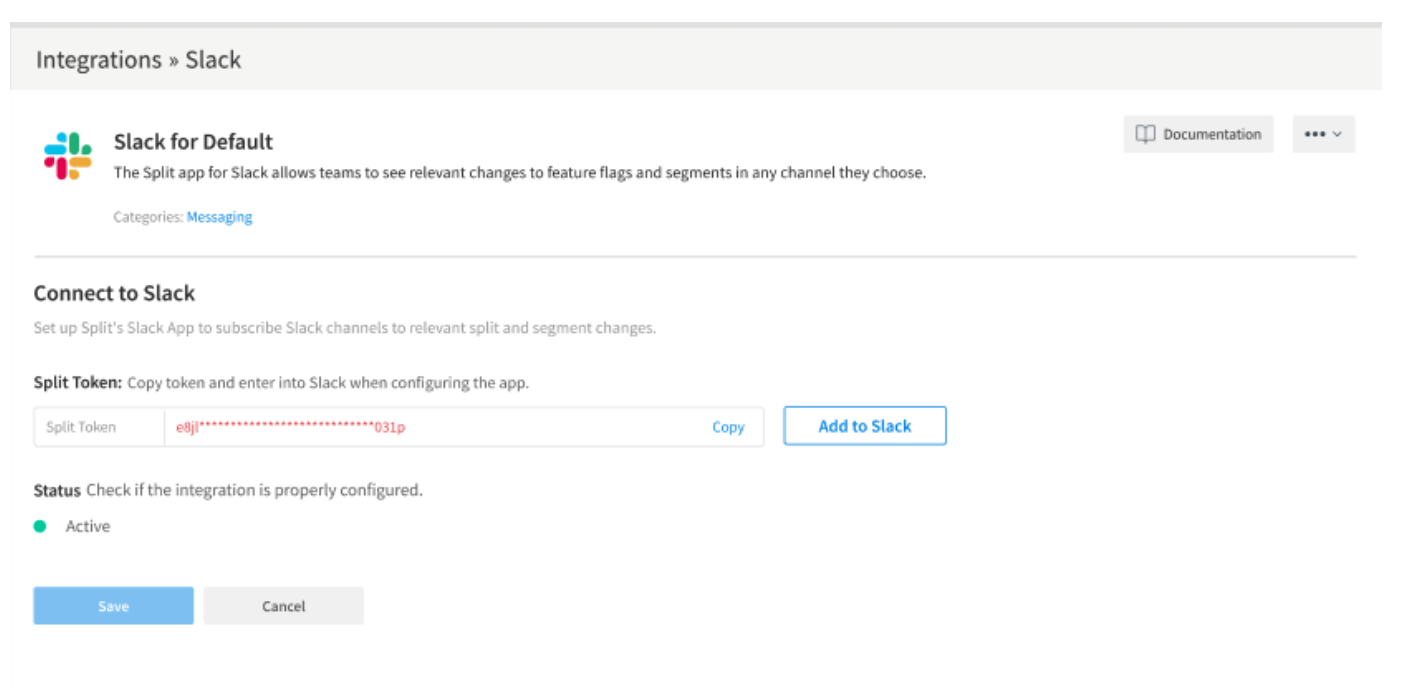 Integrations » Slack
Slack for Default
Documentation
•••
The Split app for Slack allows teams to see relevant changes to feature flags and segments in any channel they choose.
Categories: Messaging
Connect to Slack
Set up Split's Slack App to subscribe Slack channels to relevant split and segment changes.
Split Token: Copy token and enter into Slack when configuring the app.
Split Token e8jl****************************031p Copy Add to Slack
Status Check if the integration is properly configured.
Active
Save Cancel